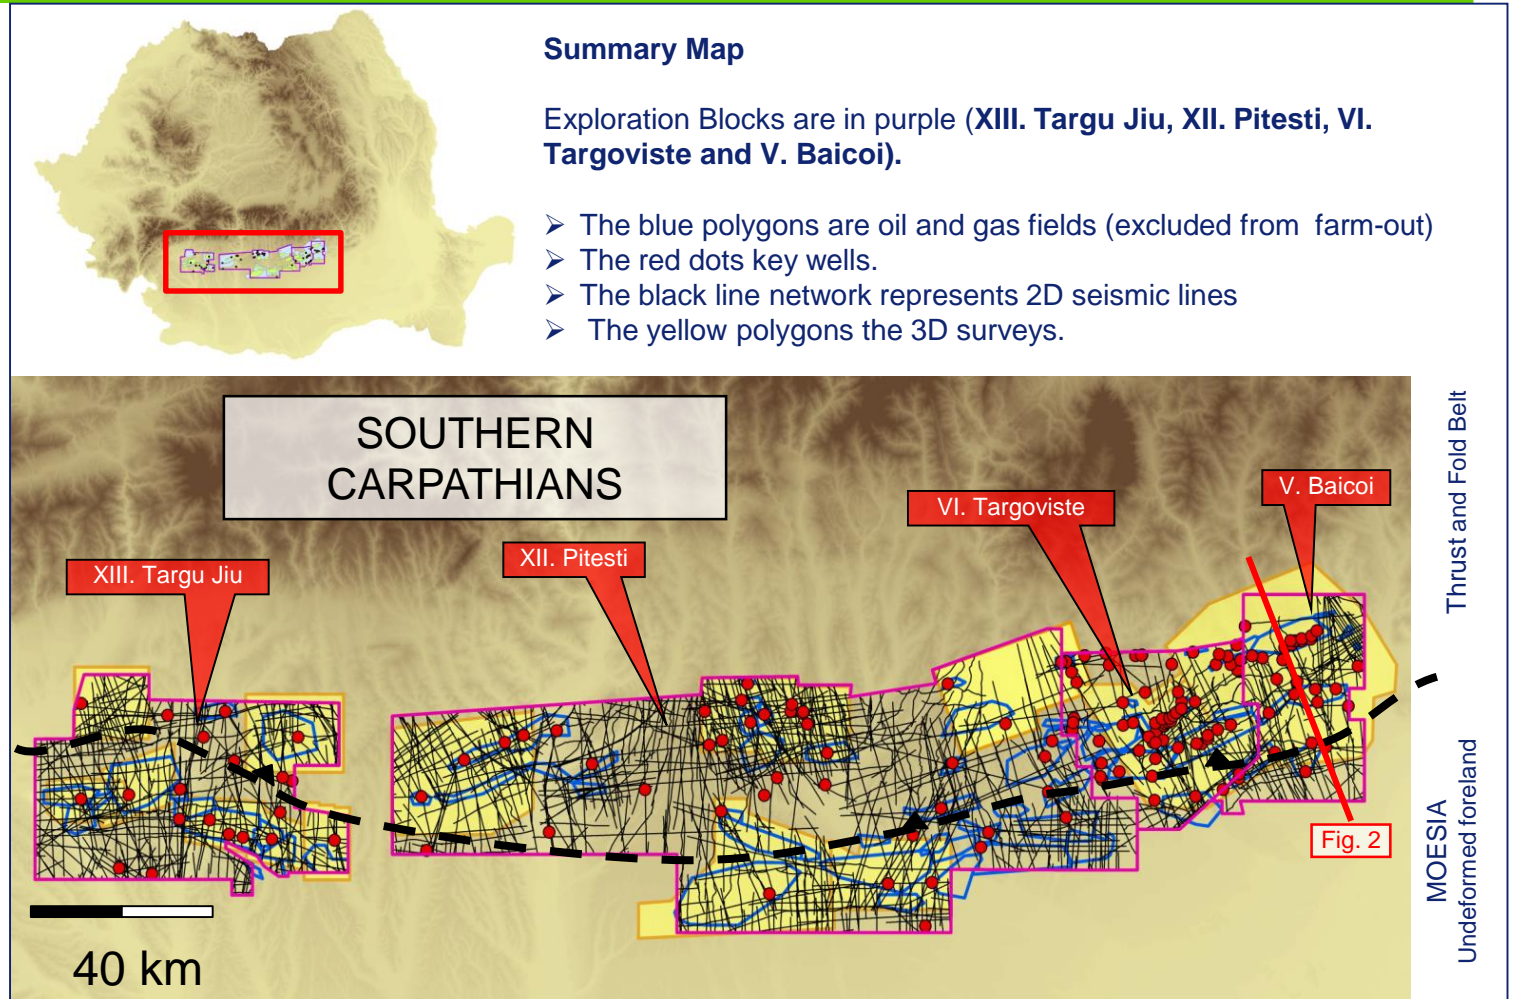 Summary Map
Exploration Blocks are in purple (XIII. Targu Jiu, XII. Pitesti, VI.
Targoviste and V. Baicoi).
➢ The blue polygons are oil and gas fields (excluded from farm-out)
➢ The red dots key wells.
➢ The black line network represents 2D seismic lines
➢ The yellow polygons the 3D surveys.
SOUTHERN
CARPATHIANS
XIII. Targu Jiu
XII. Pitesti
VI. Targoviste
V. Baicoi
Thrust and Fold Belt
MOESIA
Undeformed foreland
Fig. 2
40 km